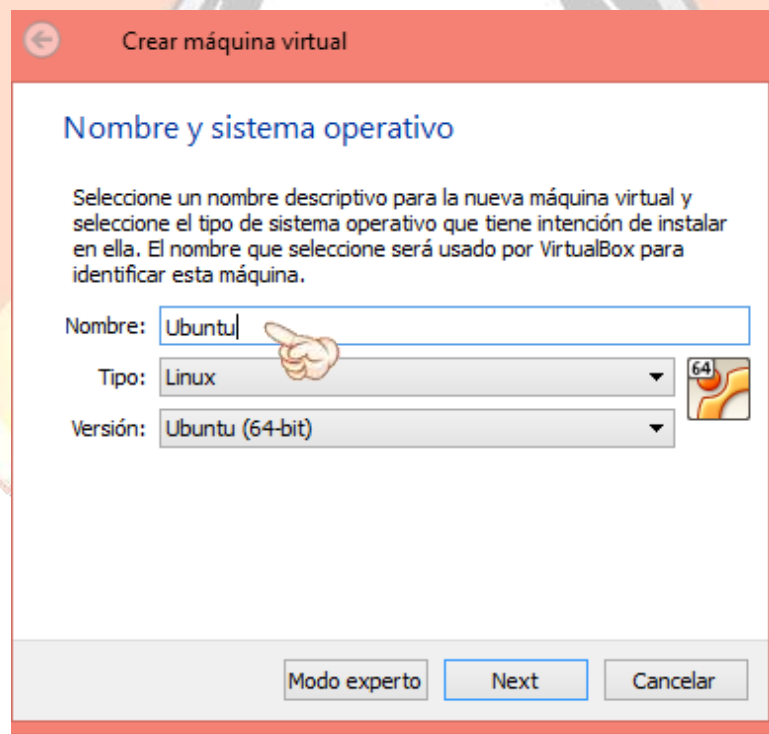 Crear máquina virtual
Nombre y sistema operativo
Seleccione un nombre descriptivo para la nueva máquina virtual y
seleccione el tipo de sistema operativo que tiene intención de instalar
en ella. El nombre que seleccione será usado por VirtualBox para
identificar esta máquina.
Nombre: Ubuntu
Tipo: Linux
64
Versión: Ubuntu (64-bit)
Modo experto Next Cancelar